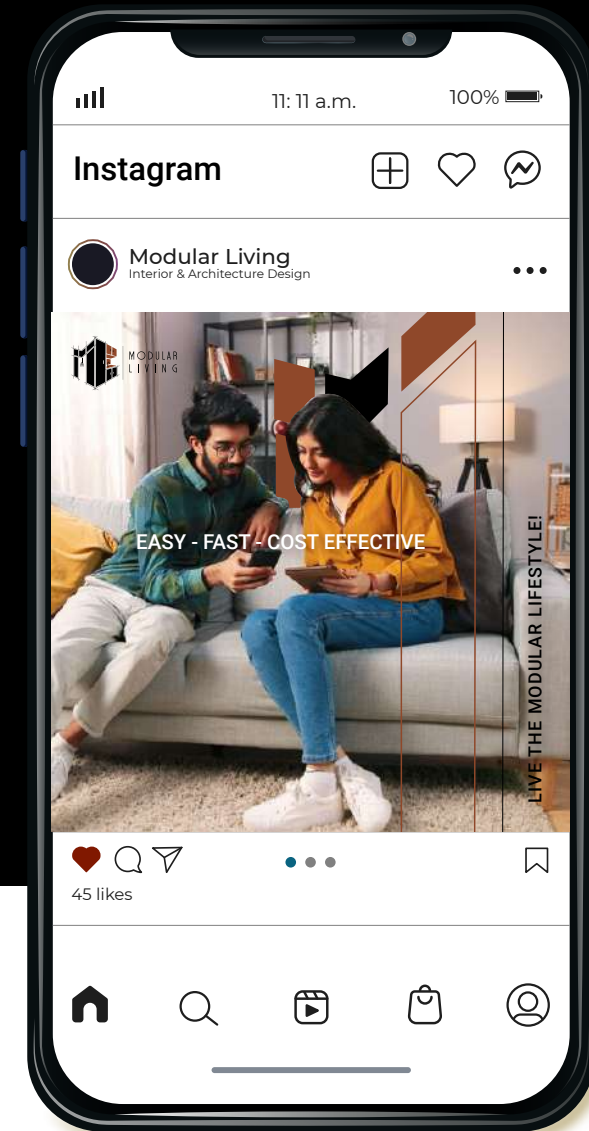 11: 11 a.m.
100%
Instagram
Modular Living
Interior & Architecture Design
MODULAR
LIVING
EASY - FAST - COST EFFECTIVE
LIVE THE MODULAR LIFESTYLE!
45 likes